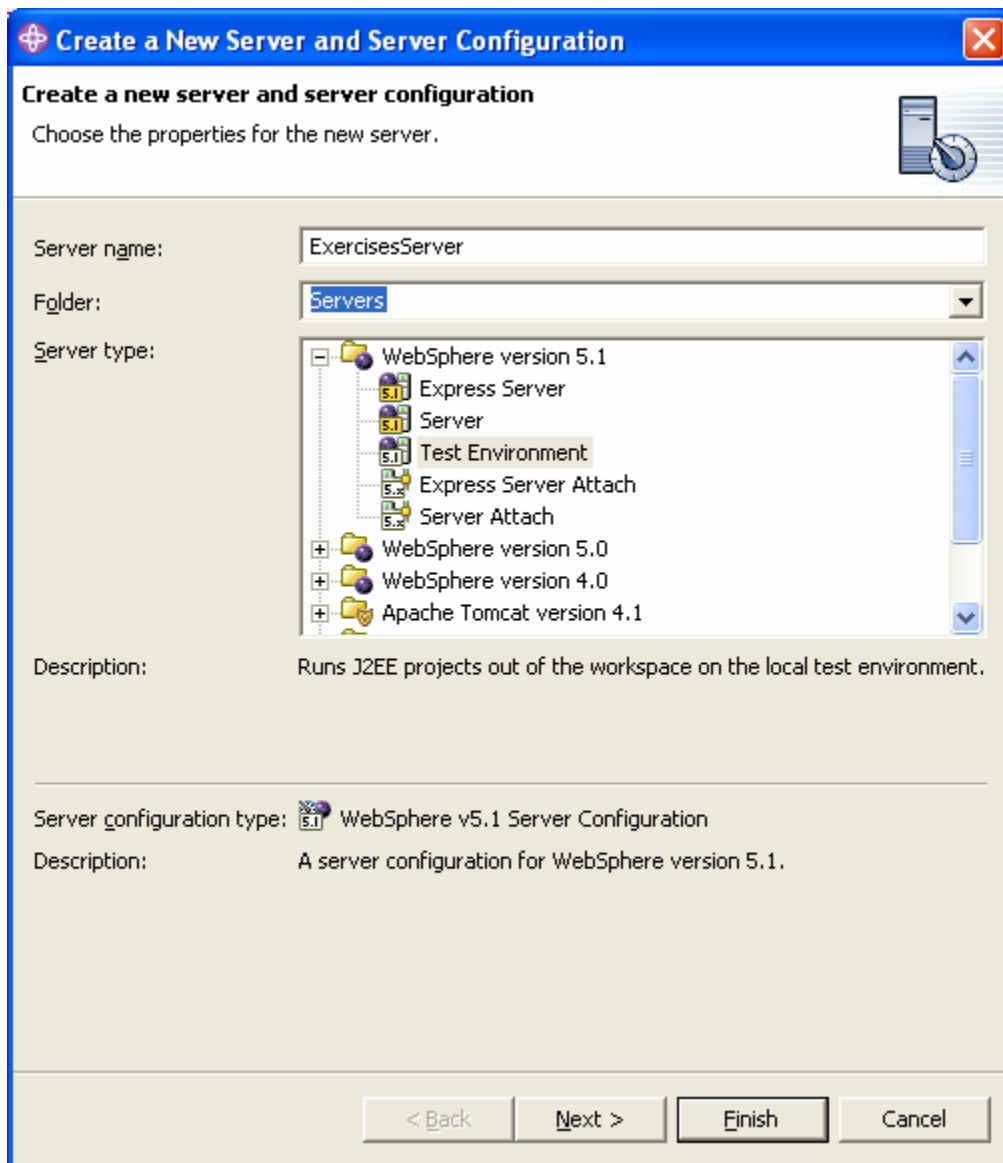 Create a New Server and Server Configuration
Create a new server and server configuration
Choose the properties for the new server.
Server name: ExercisesServer
Folder: Servers
Server type:
WebSphere version 5.1
5.1 Express Server
5.1 Server
5.1 Test Environment
5.x Express Server Attach
5.x Server Attach
WebSphere version 5.0
WebSphere version 4.0
Apache Tomcat version 4.1
Description: Runs J2EE projects out of the workspace on the local test environment.
Server configuration type: 5.1 WebSphere v5.1 Server Configuration
Description: A server configuration for WebSphere version 5.1.
< Back Next > Finish Cancel